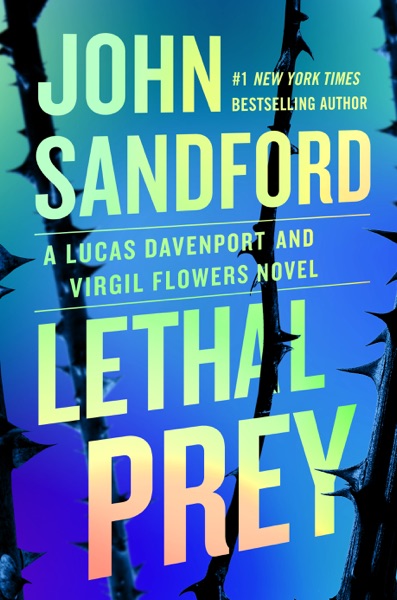 JOHN
#1 NEW YORK TIMES
BESTSELLING AUTHOR
SANDFORD
A LUCAS DAVENPORT AND
VIRGIL FLOWERS NOVEL
LETHAL
PREY